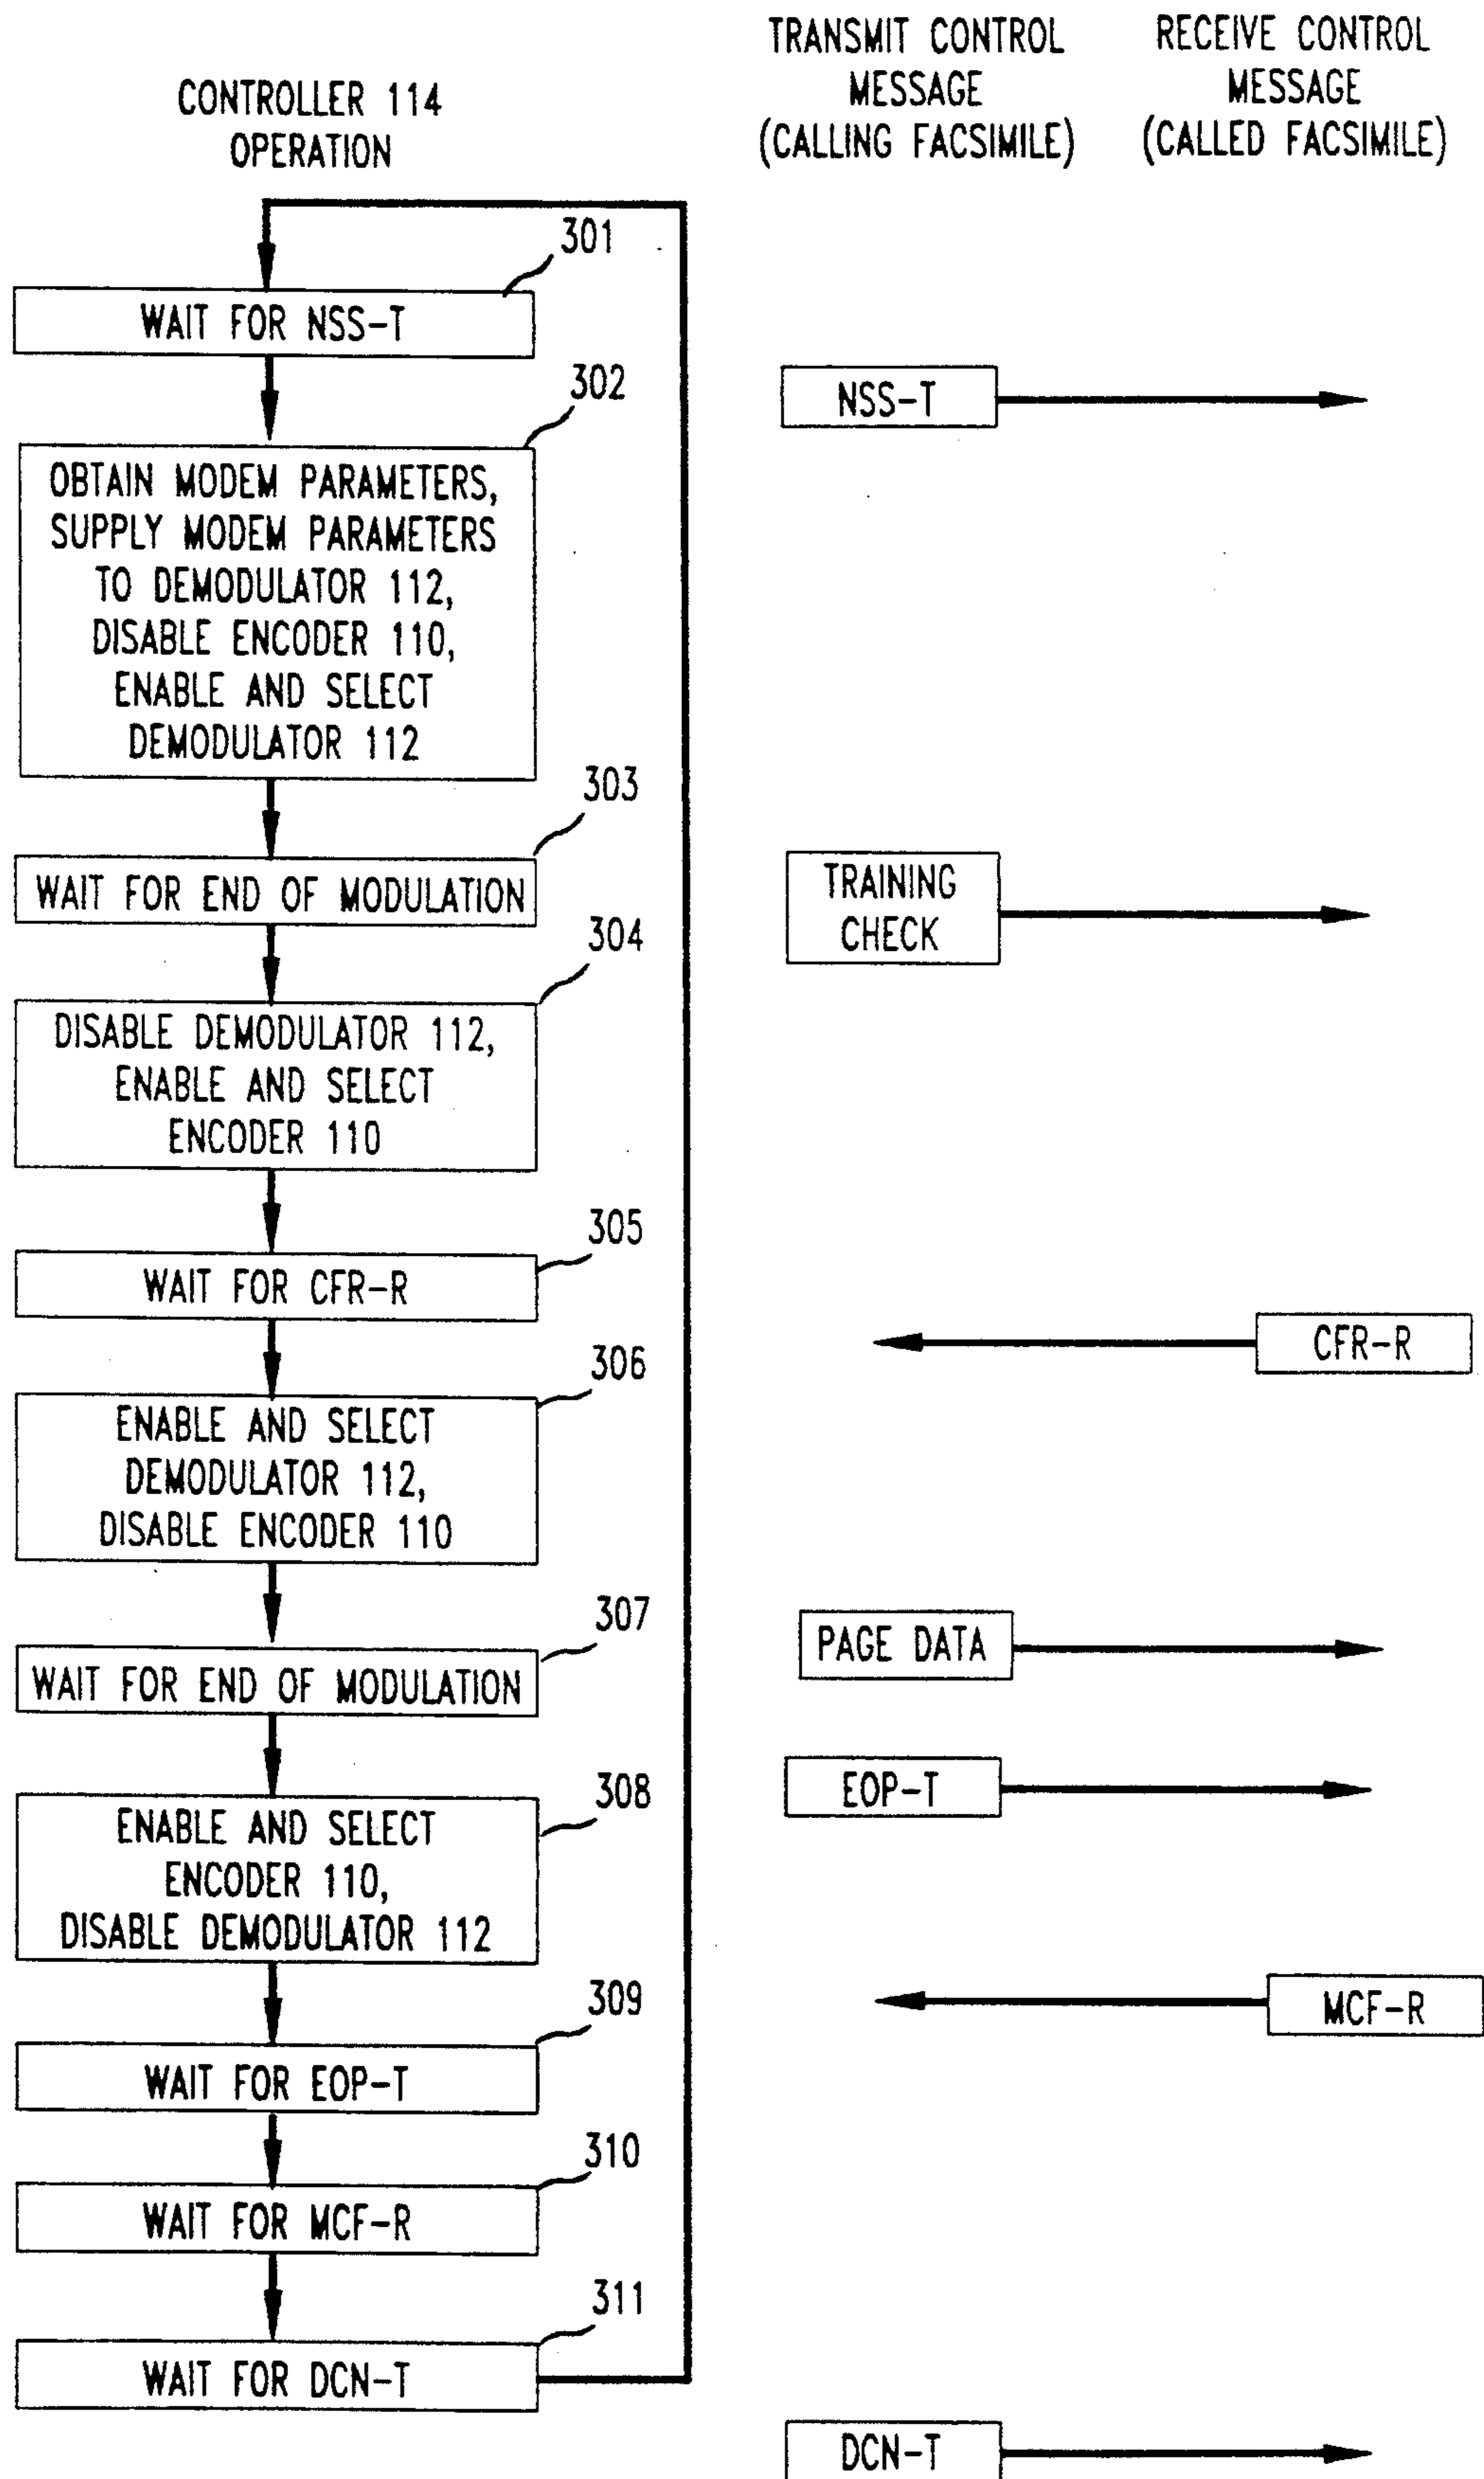 CONTROLLER 114
OPERATION
TRANSMIT CONTROL
MESSAGE
(CALLING FACSIMILE)
RECEIVE CONTROL
MESSAGE
(CALLED FACSIMILE)
301
WAIT FOR NSS-T
302
OBTAIN MODEM PARAMETERS,
SUPPLY MODEM PARAMETERS
TO DEMODULATOR 112,
DISABLE ENCODER 110,
ENABLE AND SELECT
DEMODULATOR 112
303
WAIT FOR END OF MODULATION
304
DISABLE DEMODULATOR 112,
ENABLE AND SELECT
ENCODER 110
305
WAIT FOR CFR-R
306
ENABLE AND SELECT
DEMODULATOR 112,
DISABLE ENCODER 110
307
WAIT FOR END OF MODULATION
308
ENABLE AND SELECT
ENCODER 110,
DISABLE DEMODULATOR 112
309
WAIT FOR EOP-T
310
WAIT FOR MCF-R
311
WAIT FOR DCN-T
NSS-T
TRAINING
CHECK
CFR-R
PAGE DATA
EOP-T
MCF-R
DCN-T